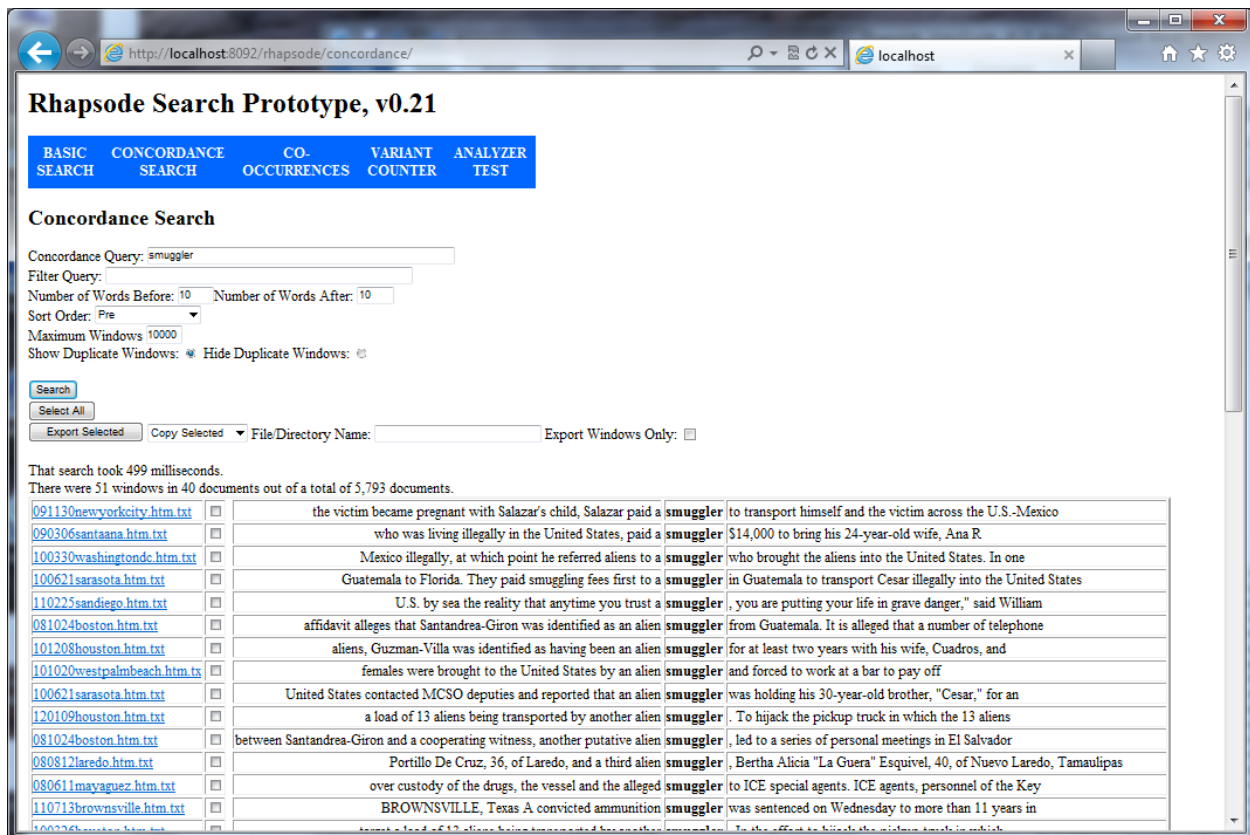 http://localhost:8092/rhapsode/concordance/
localhost
Rhapsode Search Prototype, v0.21
BASIC SEARCH CONCORDANCE SEARCH CO-OCCURRENCES VARIANT COUNTER ANALYZER TEST
Concordance Search
Concordance Query: smuggler
Filter Query:
Number of Words Before: 10 Number of Words After: 10
Sort Order: Pre
Maximum Windows 10000
Show Duplicate Windows: Hide Duplicate Windows:
Search
Select All
Export Selected Copy Selected File/Directory Name: Export Windows Only:
That search took 499 milliseconds.
There were 51 windows in 40 documents out of a total of 5,793 documents.
091130newyorkcity.htm.txt the victim became pregnant with Salazar's child, Salazar paid a smuggler to transport himself and the victim across the U.S.-Mexico
090306santaana.htm.txt who was living illegally in the United States, paid a smuggler $14,000 to bring his 24-year-old wife, Ana R
100330washingtondc.htm.txt Mexico illegally, at which point he referred aliens to a smuggler who brought the aliens into the United States. In one
100621sarasota.htm.txt Guatemala to Florida. They paid smuggling fees first to a smuggler in Guatemala to transport Cesar illegally into the United States
110225sandiego.htm.txt U.S. by sea the reality that anytime you trust a smuggler , you are putting your life in grave danger," said William
081024boston.htm.txt affidavit alleges that Santandrea-Giron was identified as an alien smuggler from Guatemala. It is alleged that a number of telephone
101208houston.htm.txt aliens, Guzman-Villa was identified as having been an alien smuggler for at least two years with his wife, Cuadros, and
101020westpalmbeach.htm.tx females were brought to the United States by an alien smuggler and forced to work at a bar to pay off
100621sarasota.htm.txt United States contacted MCSO deputies and reported that an alien smuggler was holding his 30-year-old brother, "Cesar," for an
120109houston.htm.txt a load of 13 aliens being transported by another alien smuggler . To hijack the pickup truck in which the 13 aliens
081024boston.htm.txt between Santandrea-Giron and a cooperating witness, another putative alien smuggler , led to a series of personal meetings in El Salvador
080812laredo.htm.txt Portillo De Cruz, 36, of Laredo, and a third alien smuggler , Bertha Alicia "La Guera" Esquivel, 40, of Nuevo Laredo, Tamaulipas
080611mayaguez.htm.txt over custody of the drugs, the vessel and the alleged smuggler to ICE special agents. ICE agents, personnel of the Key
110713brownsville.htm.txt BROWNSVILLE, Texas A convicted ammunition smuggler was sentenced on Wednesday to more than 11 years in